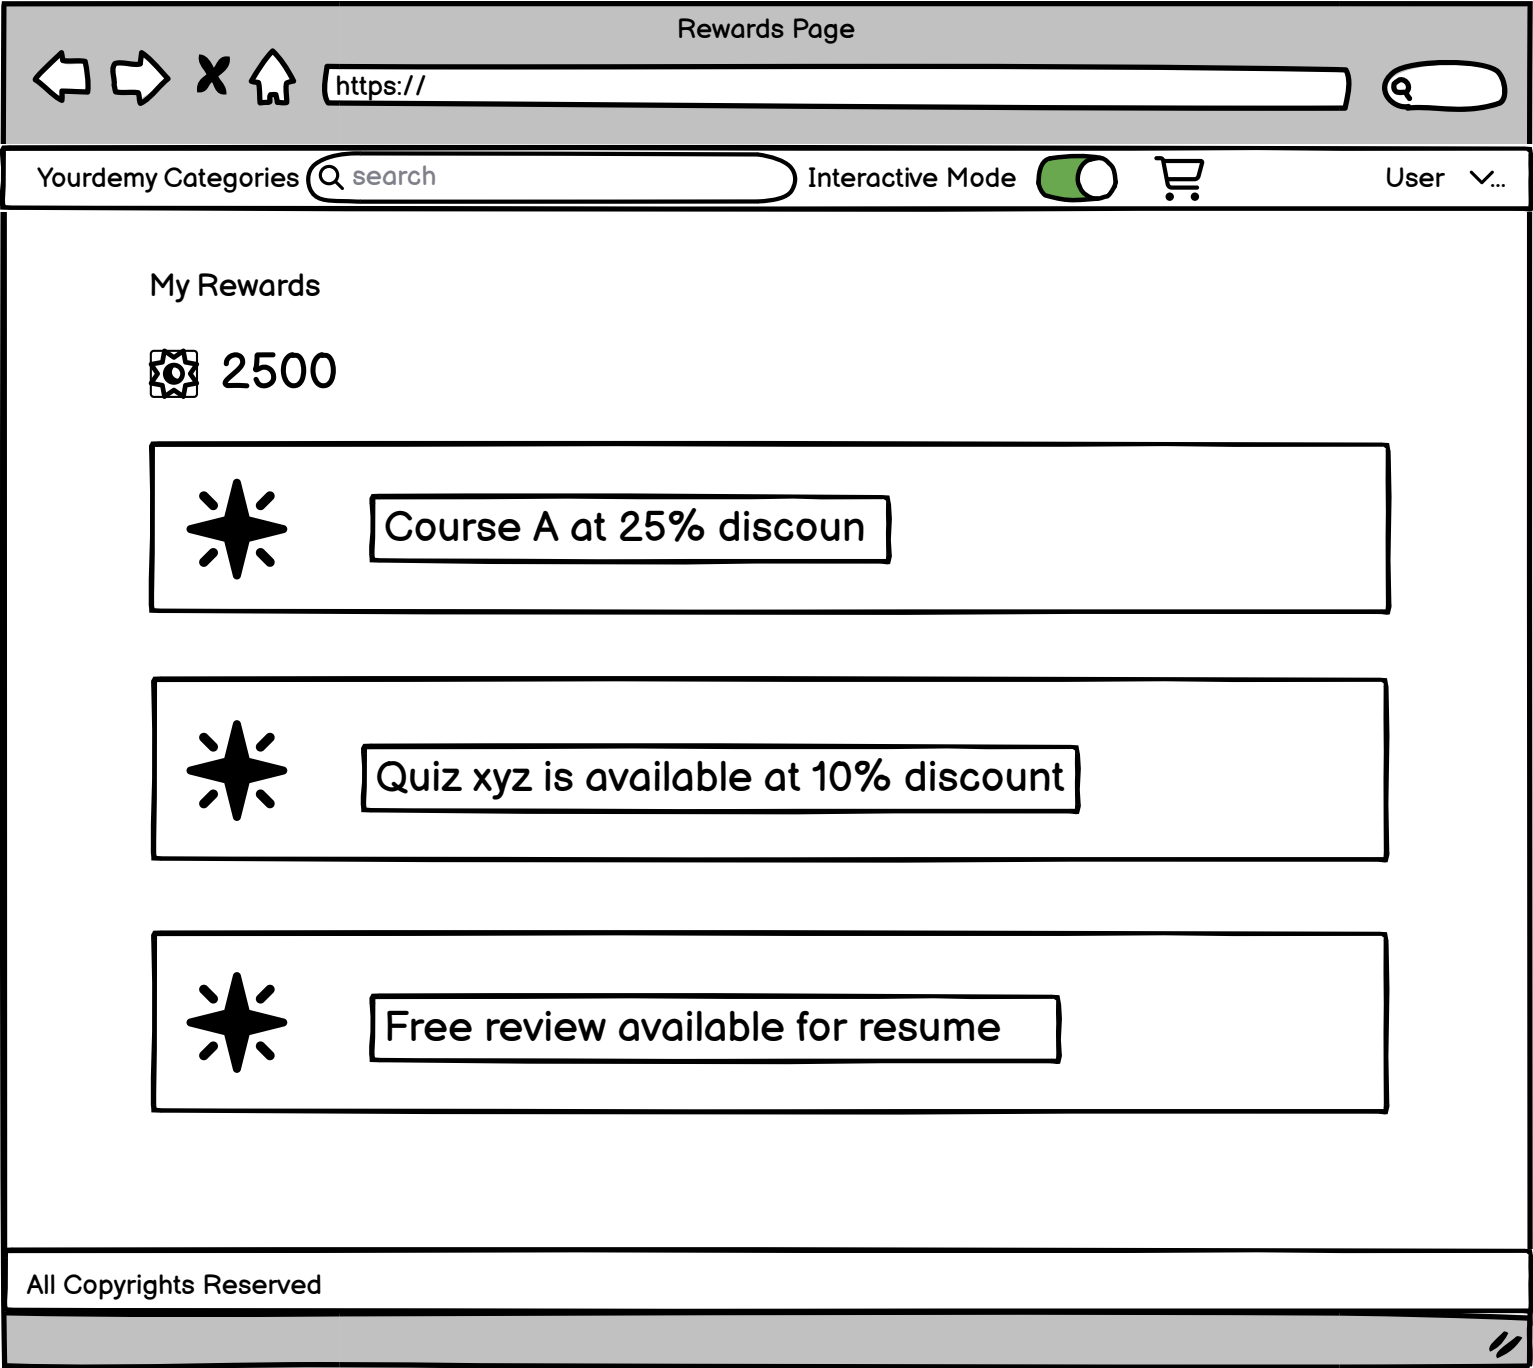 Rewards Page
https://
Yourdemy Categories search Interactive Mode User ...
My Rewards
2500
Course A at 25% discoun
Quiz xyz is available at 10% discount
Free review available for resume
All Copyrights Reserved